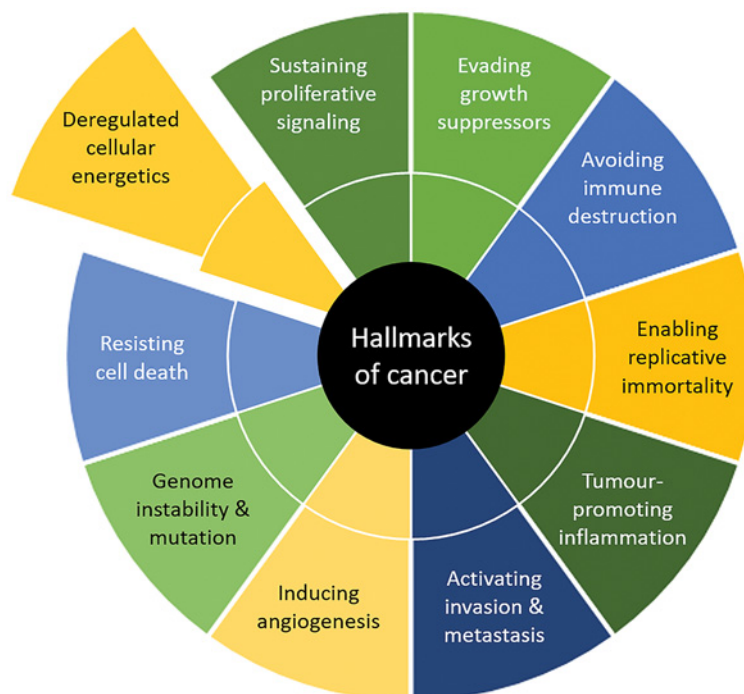 Hallmarks
of cancer
Sustaining
proliferative
signaling
Evading
growth
suppressors
Avoiding
immune
destruction
Enabling
replicative
immortality
Tumour-
promoting
inflammation
Activating
invasion &
metastasis
Inducing
angiogenesis
Genome
instability &
mutation
Resisting
cell death
Deregulated
cellular
energetics